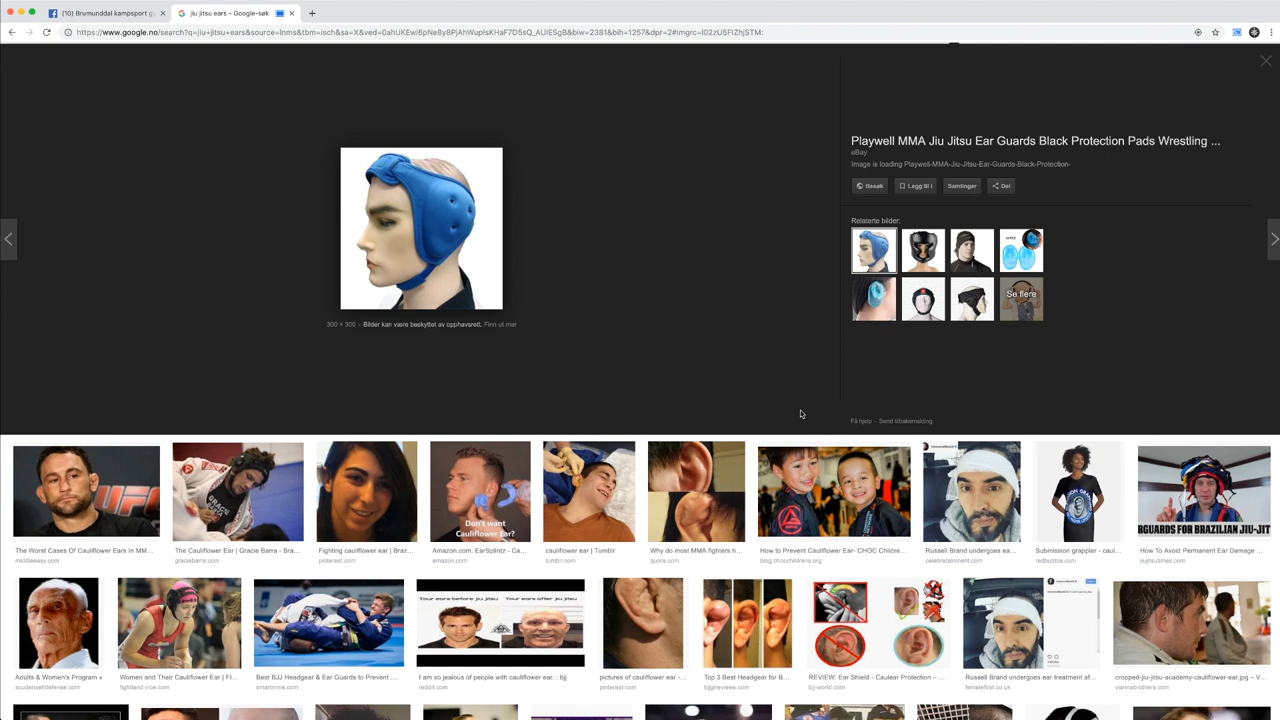 (10) Brumunddal kampsport g
jiu jitsu ears - Google-søk
https://www.google.no/search?q=jiu+jitsu+ears&source=lnms&tbm=isch&sa=X&ved=0ahUKEwi6pNe8y8PjAhWupIsKHaF7D5sQ_AUIESgB&biw=2381&bih=1257&dpr=2#imgrc=I02zU5FIZhjSTM:
Playwell MMA Jiu Jitsu Ear Guards Black Protection Pads Wrestling ...
eBay
Image is loading Playwell-MMA-Jiu-Jitsu-Ear-Guards-Black-Protection-
Besøk
Legg til i
Samlinger
Del
Relaterte bilder:
Se flere
300 × 300 - Bilder kan være beskyttet av opphavsrett. Finn ut mer
Få hjelp - Send tilbakemelding
Don't want
Cauliflower Ear?
RGUARDS FOR BRAZILIAN JIU-JIT
The Worst Cases Of Cauliflower Ears In MM...
The Cauliflower Ear | Gracie Barra - Bra...
Fighting cauliflower ear | Braz...
Amazon.com: EarSplintz - Ca...
cauliflower ear | Tumblr
Why do most MMA fighters h...
How to Prevent Cauliflower Ear- CHOC Childre...
Russell Brand undergoes ea...
Submission grappler - caul...
How To Avoid Permanent Ear Damage ...
middleeasy.com
graciebarra.com
pinterest.com
amazon.com
tumblr.com
quora.com
blog.chocchildrens.org
celebretainment.com
redbubble.com
jiujitsutimes.com
Your ears before jiu jitsu
Your ears after jiu jitsu
Adults & Women's Program «
Women and Their Cauliflower Ear | FI...
Best BJJ Headgear & Ear Guards to Prevent ...
I am so jealous of people with cauliflower ear. : bjj
pictures of cauliflower ear -...
Top 3 Best Headgear for B...
REVIEW: Ear Shield - Caulear Protection – ...
Russell Brand undergoes ear treatment af...
cropped-jiu-jitsu-academy-cauliflower-ear.jpg – V...
scuderiselfdefense.com
fightland.vice.com
smartrmma.com
reddit.com
pinterest.com
bjjgireviews.com
bjj-world.com
femalefirst.co.uk
viannabrothers.com